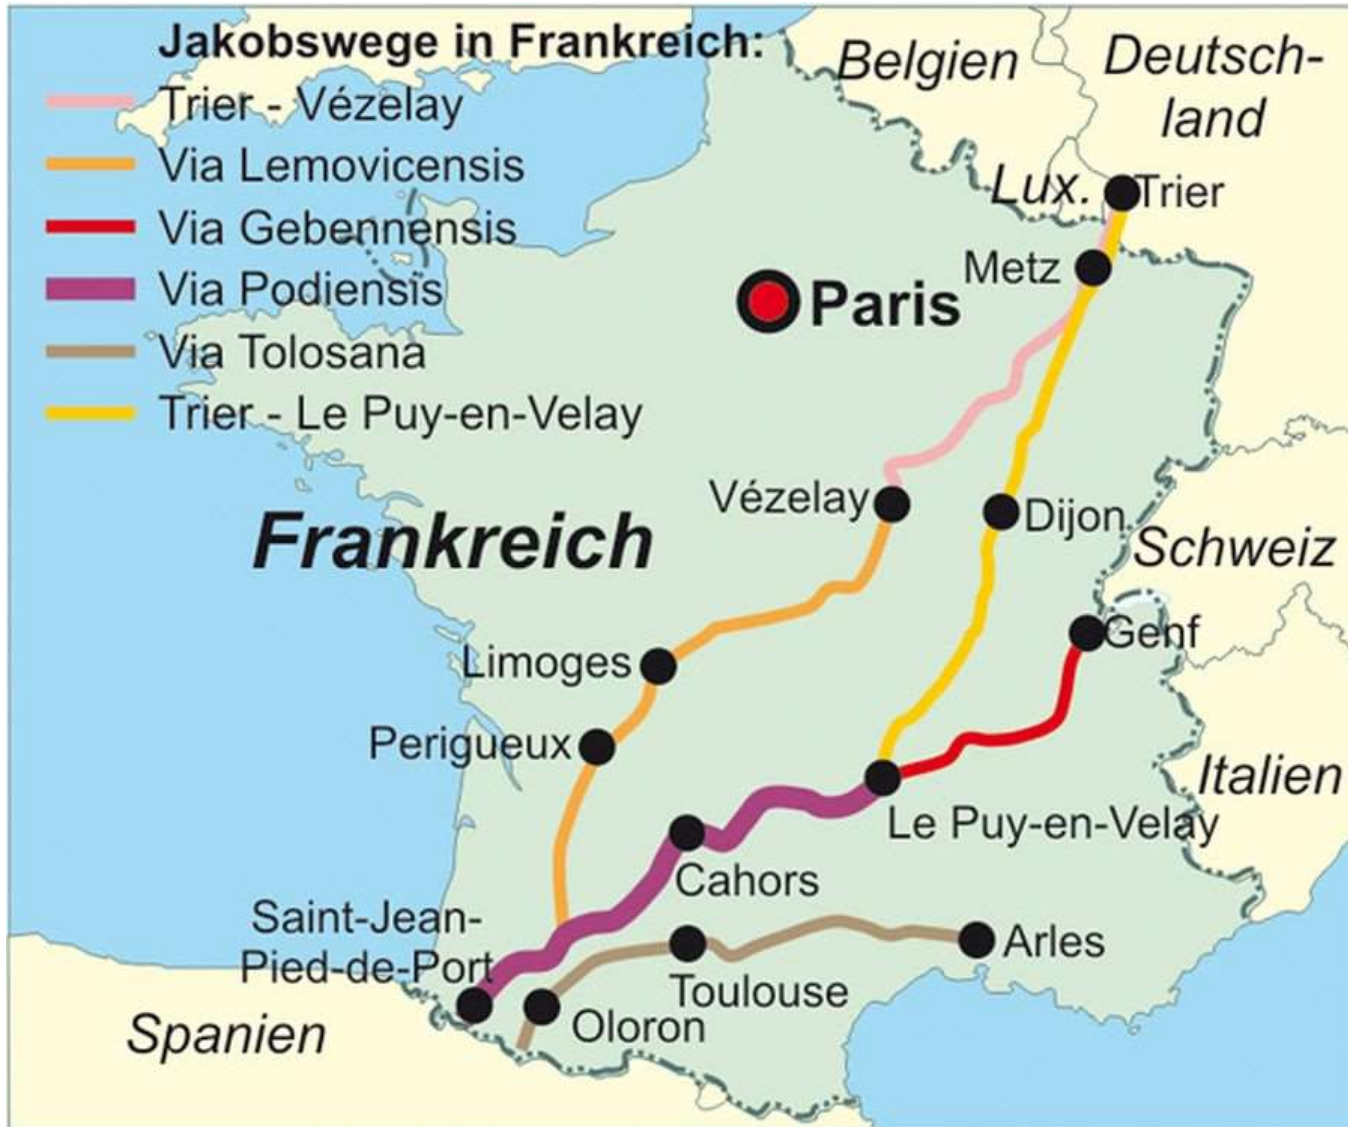 Jakobswege in Frankreich:
Trier - Vézelay
Via Lemovicensis
Via Gebennensis
Via Podiensis
Via Tolosana
Trier - Le Puy-en-Velay
Belgien
Deutsch-
land
Lux.
Trier
Metz
Paris
Vézelay
Dijon
Frankreich
Schweiz
Genf
Limoges
Perigueux
Italien
Le Puy-en-Velay
Cahors
Saint-Jean-
Pied-de-Port
Arles
Toulouse
Oloron
Spanien